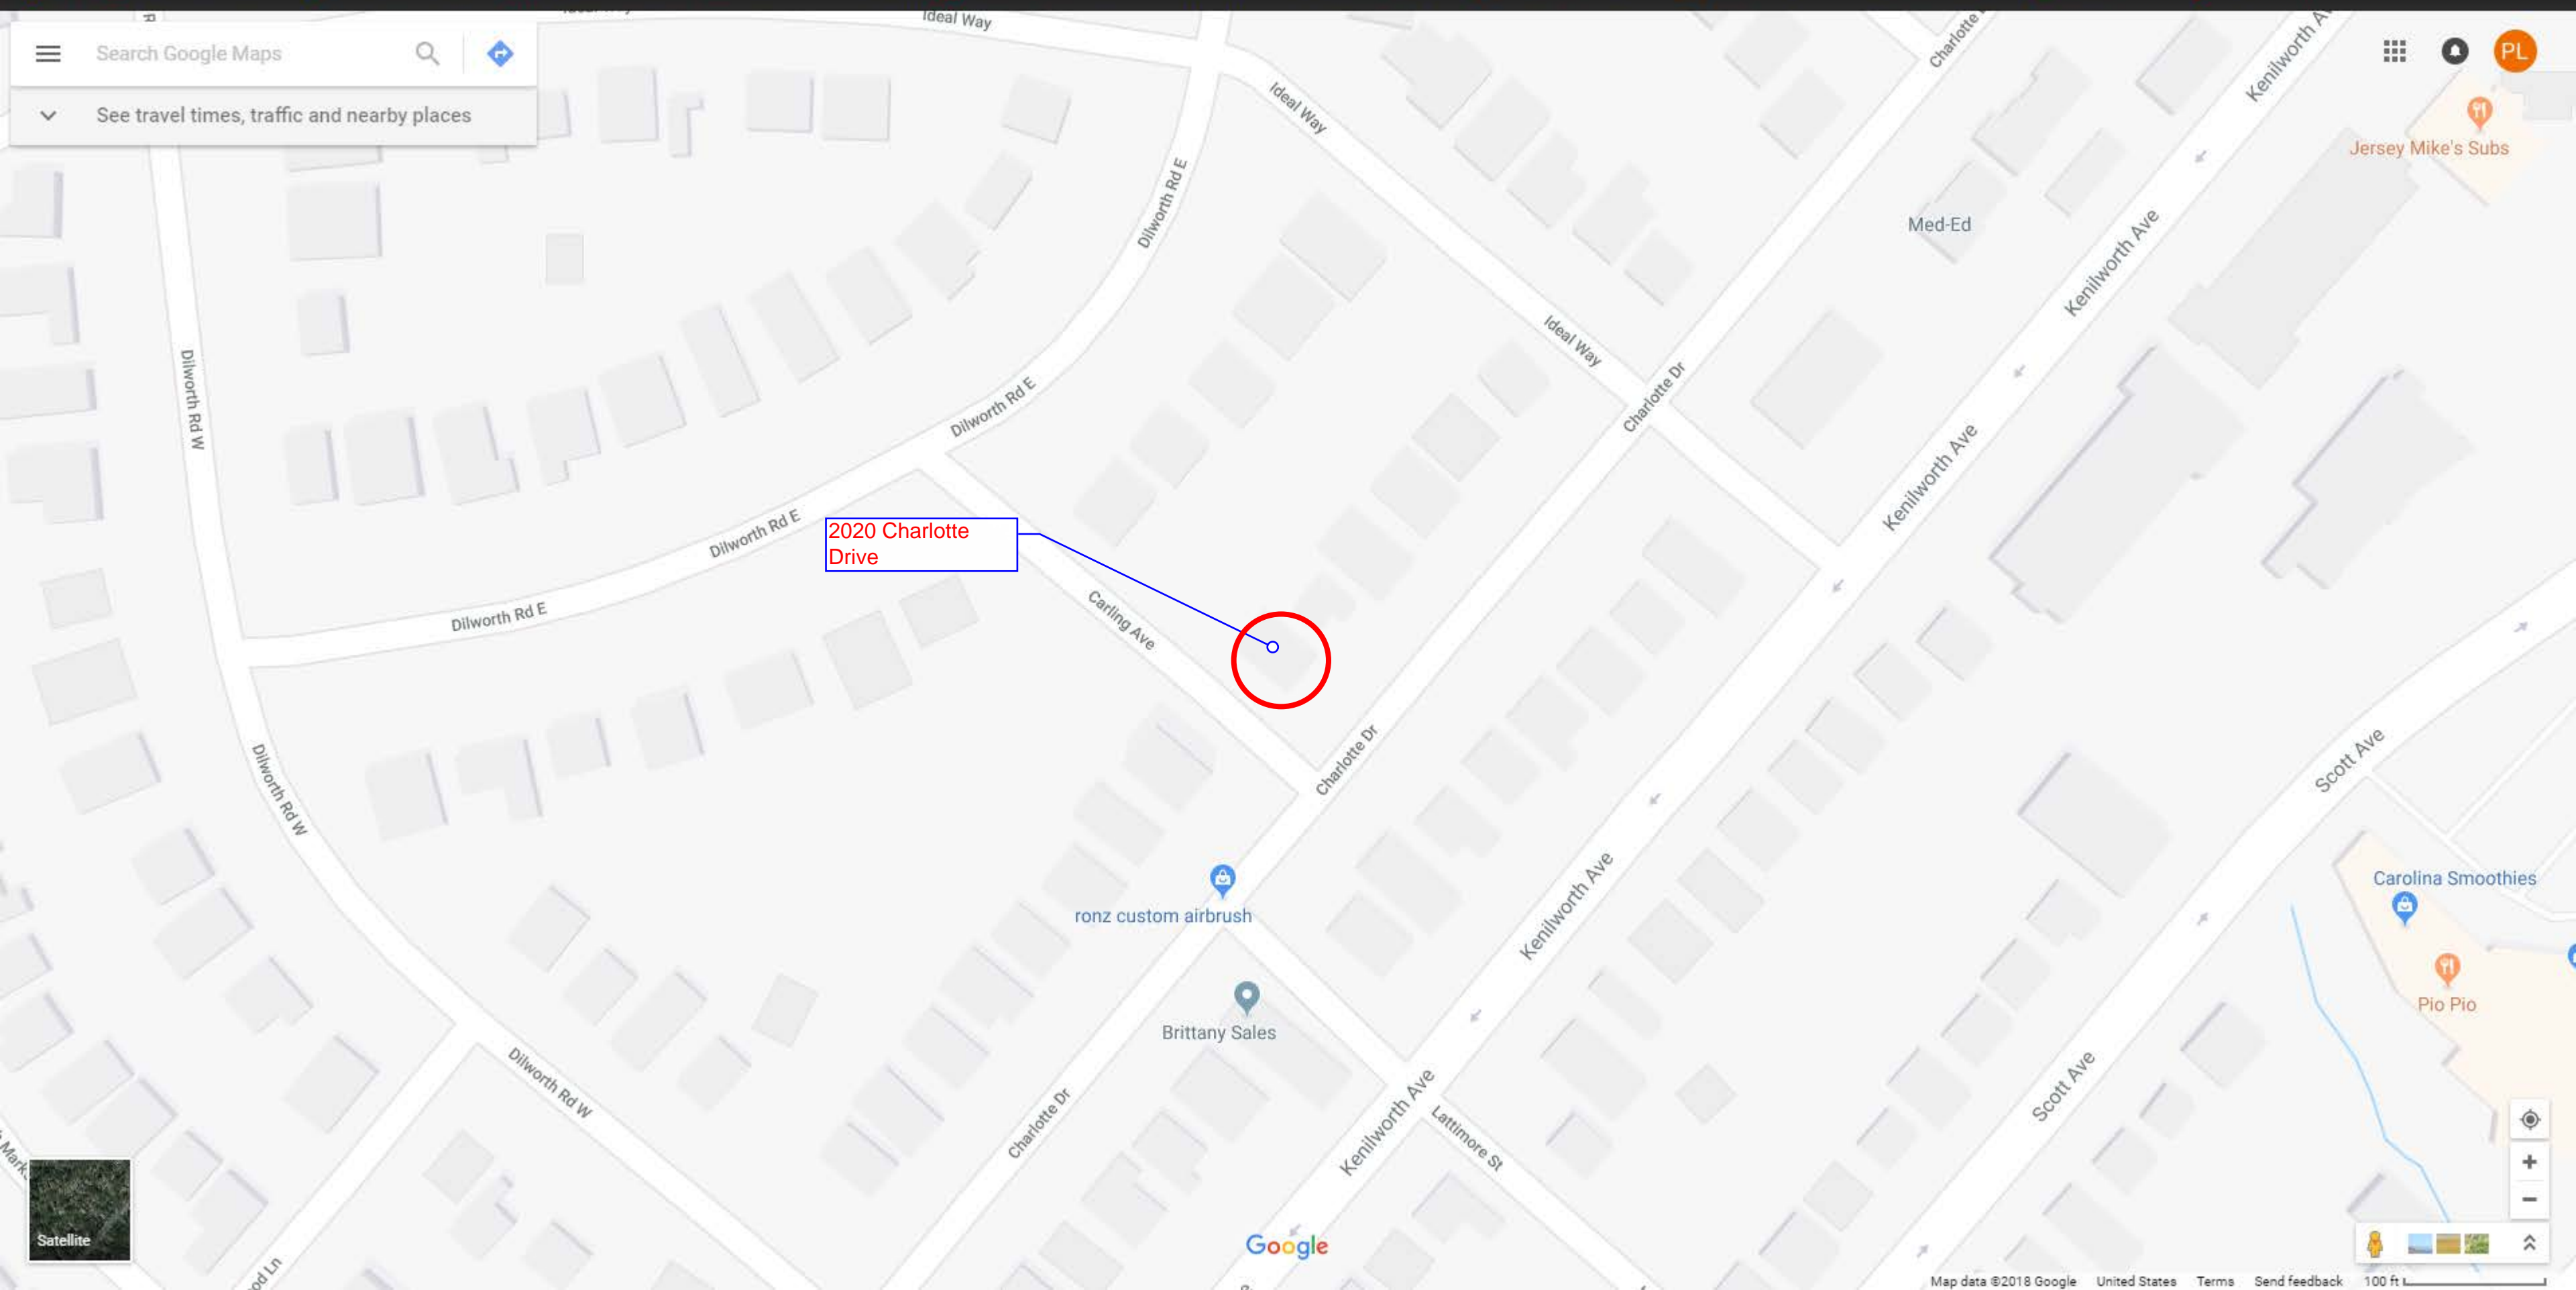 Ideal Way
Search Google Maps
See travel times, traffic and nearby places
Charlotte
Kenilworth A
PL
Ideal Way
Jersey Mike's Subs
Dilworth Rd E
Med-Ed
Kenilworth Ave
Dilworth Rd W
Ideal Way
Charlotte Dr
Dilworth Rd E
Kenilworth Ave
Dilworth Rd E
2020 Charlotte
Drive
Dilworth Rd E
Carling Ave
Charlotte Dr
Scott Ave
Dilworth Rd W
Kenilworth Ave
Carolina Smoothies
ronz custom airbrush
Pio Pio
Brittany Sales
Dilworth Rd W
Charlotte Dr
Kenilworth Ave
Lattimore St
Scott Ave
Mark
Satellite
Google
od Ln
Map data ©2018 Google United States Terms Send feedback 100 ft